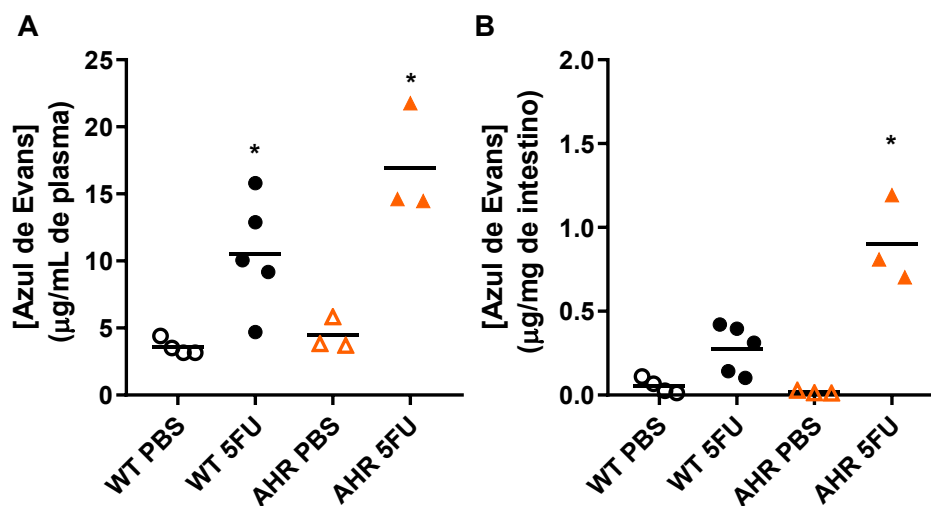 A
[Azul de Evans]
(µg/mL de plasma)
25
20
15
10
5
0
*
*
WT PBS
WT 5FU
AHR PBS
AHR 5FU
B
[Azul de Evans]
(µg/mg de intestino)
2.0
1.5
1.0
0.5
0.0
*
WT PBS
WT 5FU
AHR PBS
AHR 5FU